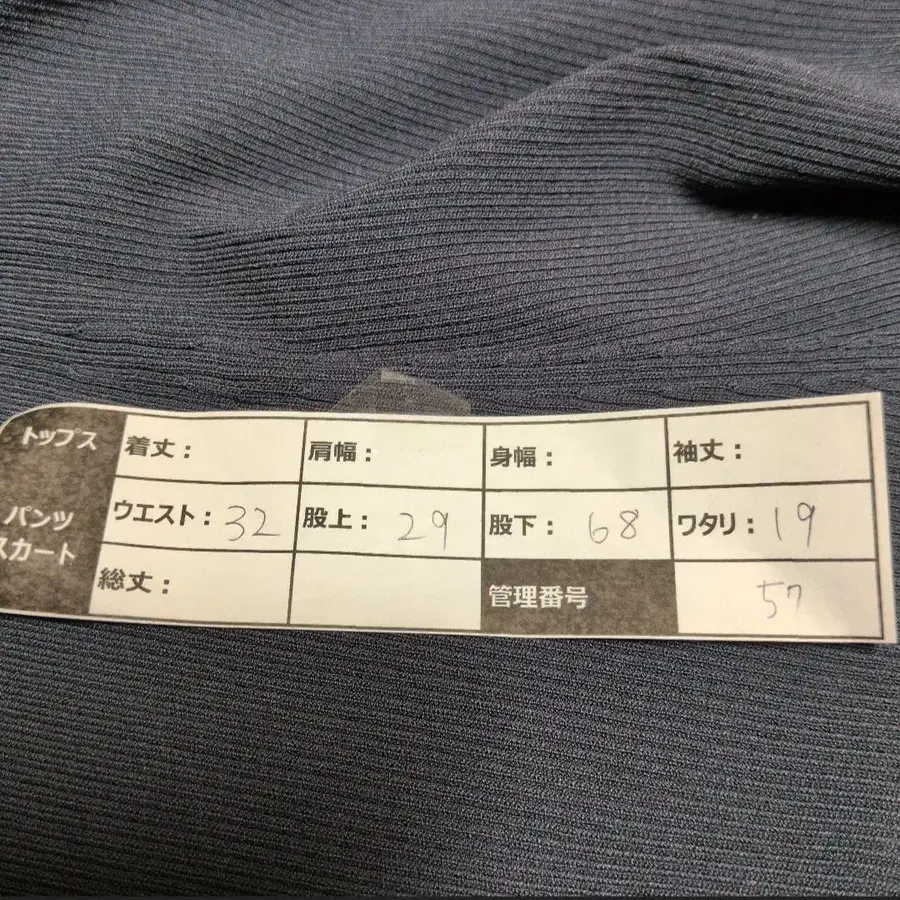 トップス 着丈： 肩幅： 身幅： 袖丈：
パンツ
スカート ウエスト：32 股上：29 股下：68 ワタリ：19
総丈： 管理番号 57